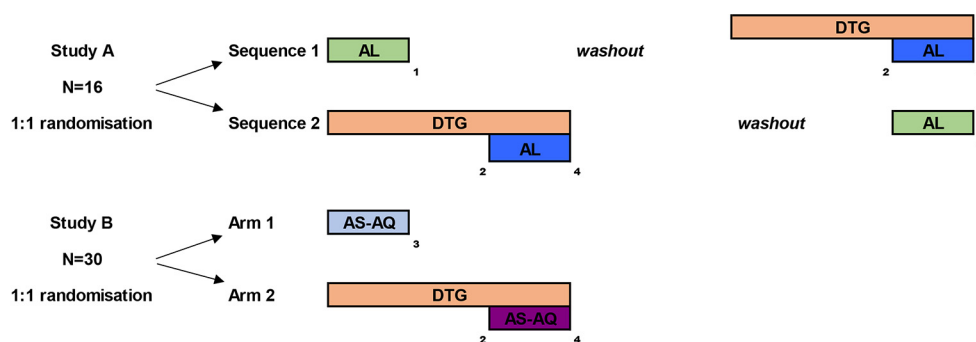 DTG
Study A
Sequence 1
AL
washout
AL
1
2
N=16
1:1 randomisation
Sequence 2
DTG
washout
AL
AL
2
4
Study B
Arm 1
AS-AQ
3
N=30
1:1 randomisation
Arm 2
DTG
AS-AQ
2
4